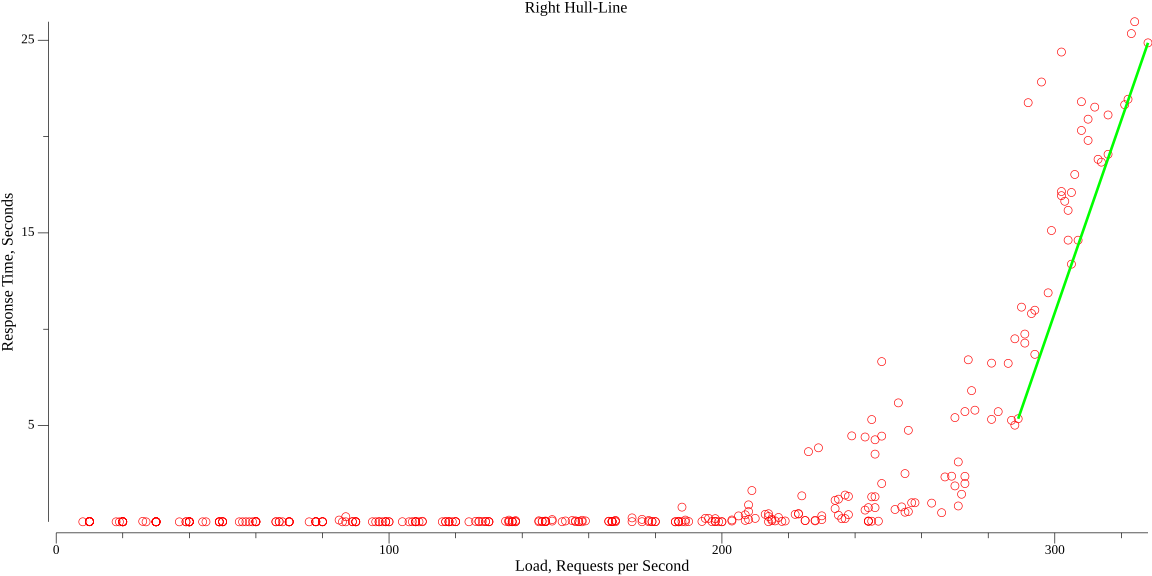 Right Hull-Line
25
15
5
Response Time, Seconds
0 100 200 300
Load, Requests per Second